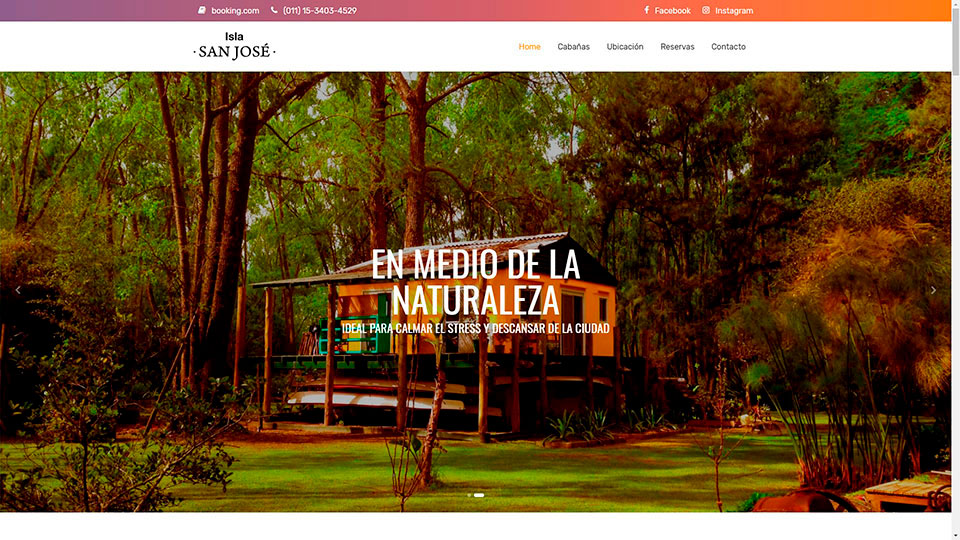 booking.com (011) 15-3403-4529 Facebook Instagram
Isla
· SAN JOSÉ ·
Home Cabañas Ubicación Reservas Contacto
EN MEDIO DE LA
NATURALEZA
IDEAL PARA CALMAR EL STRESS Y DESCANSAR DE LA CIUDAD